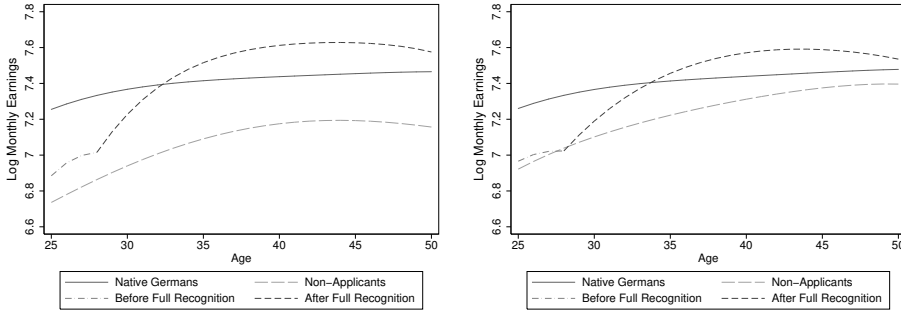 7.8
7.6
7.4
7.2
7
6.8
6.6
Log Monthly Earnings
25 30 35 40 45 50
Age
Native Germans Non−Applicants
Before Full Recognition After Full Recognition
7.8
7.6
7.4
7.2
7
6.8
6.6
Log Monthly Earnings
25 30 35 40 45 50
Age
Native Germans Non−Applicants
Before Full Recognition After Full Recognition